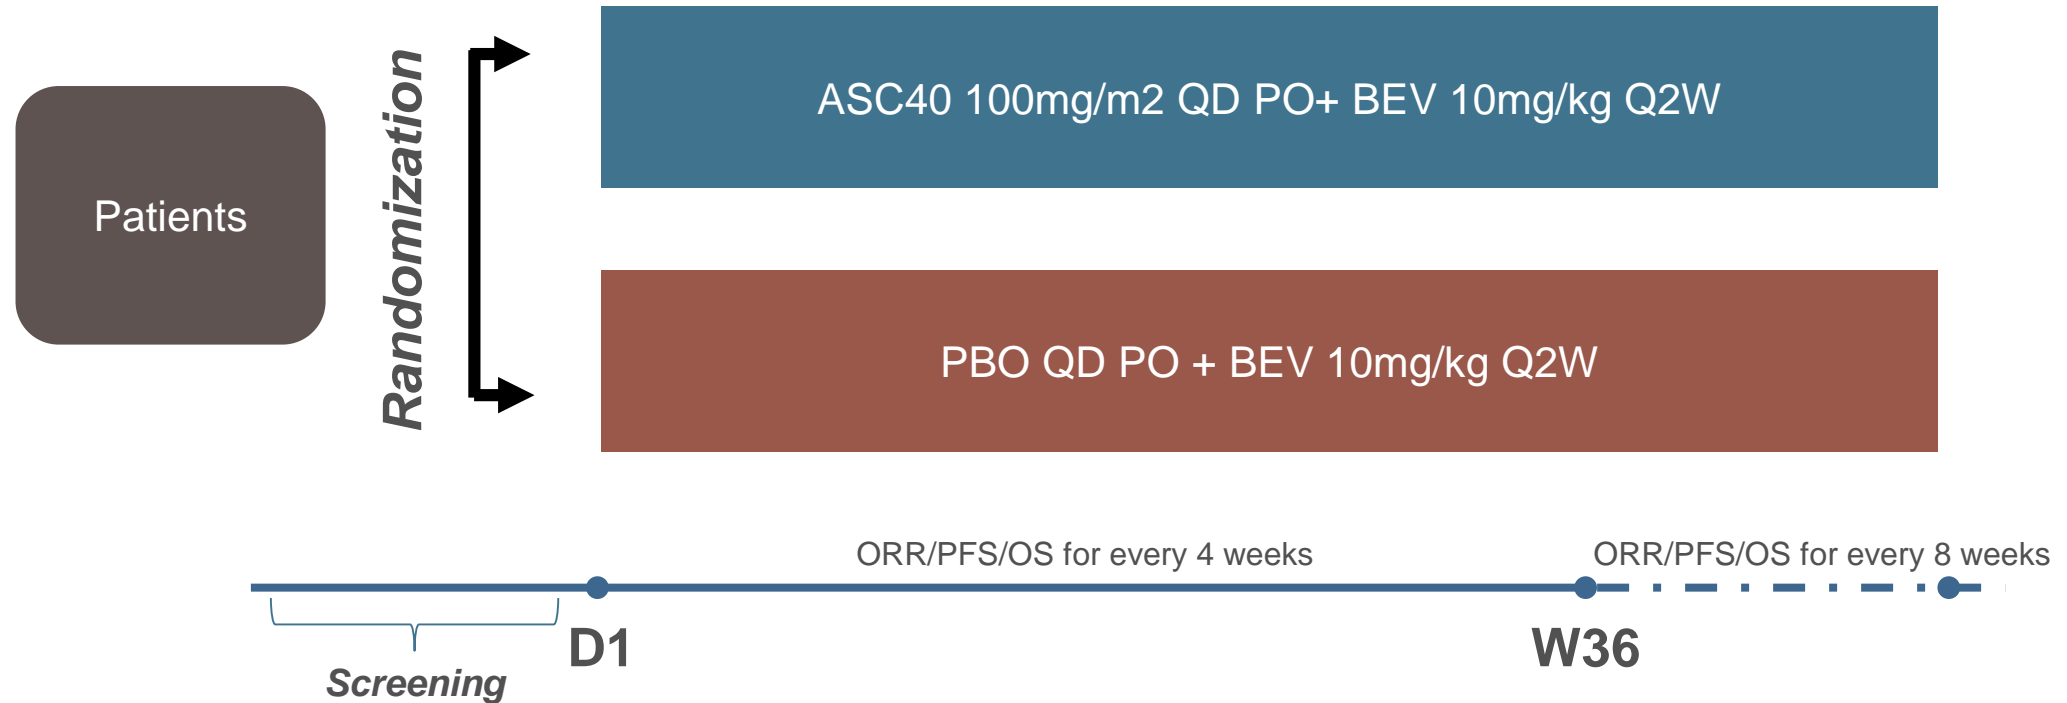 Patients
Randomization
ASC40 100mg/m2 QD PO+ BEV 10mg/kg Q2W
PBO QD PO + BEV 10mg/kg Q2W
ORR/PFS/OS for every 4 weeks
ORR/PFS/OS for every 8 weeks
D1
W36
Screening